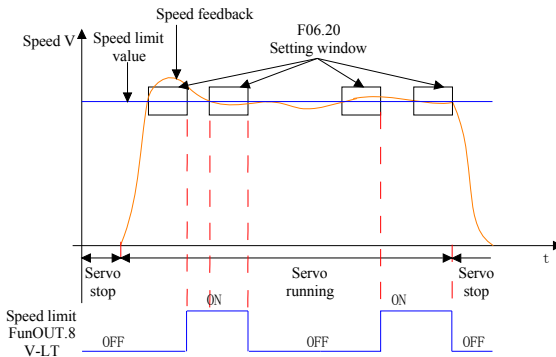 Speed feedback
Speed V
Speed limit
value
F06.20
Setting window
t
Servo
stop
Servo
running
Servo
stop
Speed limit
FunOUT.8
V-LT
OFF
ON
OFF
ON
OFF